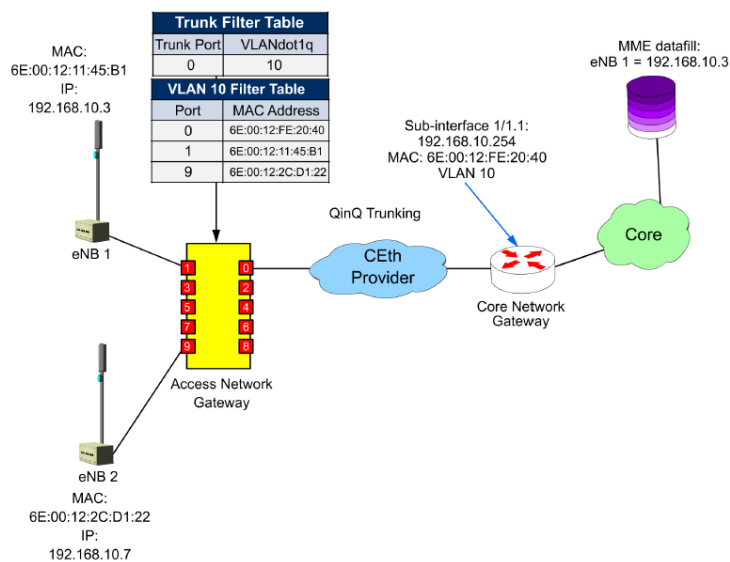 Trunk Filter Table
Trunk Port VLANdot1q
0 10
VLAN 10 Filter Table
Port MAC Address
0 6E:00:12:FE:20:40
1 6E:00:12:11:45:B1
9 6E:00:12:2C:D1:22
MAC:
6E:00:12:11:45:B1
IP:
192.168.10.3
eNB 1
MME datafill:
eNB 1 = 192.168.10.3
Sub-interface 1/1.1:
192.168.10.254
MAC: 6E:00:12:FE:20:40
VLAN 10
QinQ Trunking
CEth
Provider
Core
Core Network
Gateway
1 0
3 2
5 4
7 6
9 8
Access Network
Gateway
eNB 2
MAC:
6E:00:12:2C:D1:22
IP:
192.168.10.7